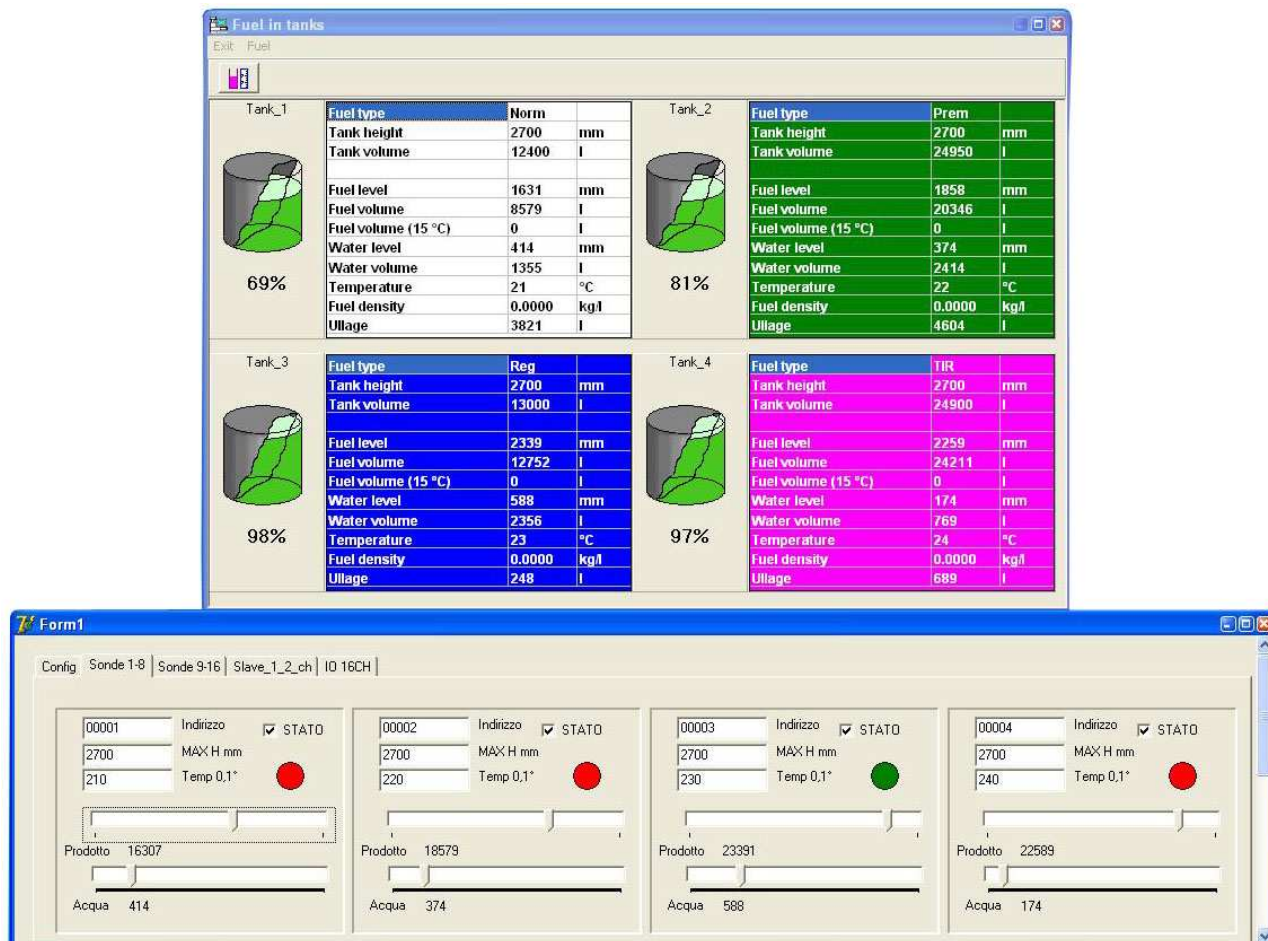 Fuel in tanks
Exit Fuel
Tank_1
Fuel type Norm
Tank height 2700 mm
Tank volume 12400 l
Fuel level 1631 mm
Fuel volume 8579 l
Fuel volume (15 °C) 0 l
Water level 414 mm
Water volume 1355 l
Temperature 21 °C
Fuel density 0.0000 kg/l
Ullage 3821 l
69%
Tank_2
Fuel type Prem
Tank height 2700 mm
Tank volume 24950 l
Fuel level 1858 mm
Fuel volume 20346 l
Fuel volume (15 °C) 0 l
Water level 374 mm
Water volume 2414 l
Temperature 22 °C
Fuel density 0.0000 kg/l
Ullage 4604 l
81%
Tank_3
Fuel type Reg
Tank height 2700 mm
Tank volume 13000 l
Fuel level 2339 mm
Fuel volume 12752 l
Fuel volume (15 °C) 0 l
Water level 588 mm
Water volume 2356 l
Temperature 23 °C
Fuel density 0.0000 kg/l
Ullage 248 l
98%
Tank_4
Fuel type TIR
Tank height 2700 mm
Tank volume 24900 l
Fuel level 2259 mm
Fuel volume 24211 l
Fuel volume (15 °C) 0 l
Water level 174 mm
Water volume 769 l
Temperature 24 °C
Fuel density 0.0000 kg/l
Ullage 689 l
97%
Form1
Config Sonde 1-8 Sonde 9-16 Slave_1_2_ch IO 16CH
00001 Indirizzo STATO
2700 MAX H mm
210 Temp 0,1°
Prodotto 16307
Acqua 414
00002 Indirizzo STATO
2700 MAX H mm
220 Temp 0,1°
Prodotto 18579
Acqua 374
00003 Indirizzo STATO
2700 MAX H mm
230 Temp 0,1°
Prodotto 23391
Acqua 588
00004 Indirizzo STATO
2700 MAX H mm
240 Temp 0,1°
Prodotto 22589
Acqua 174